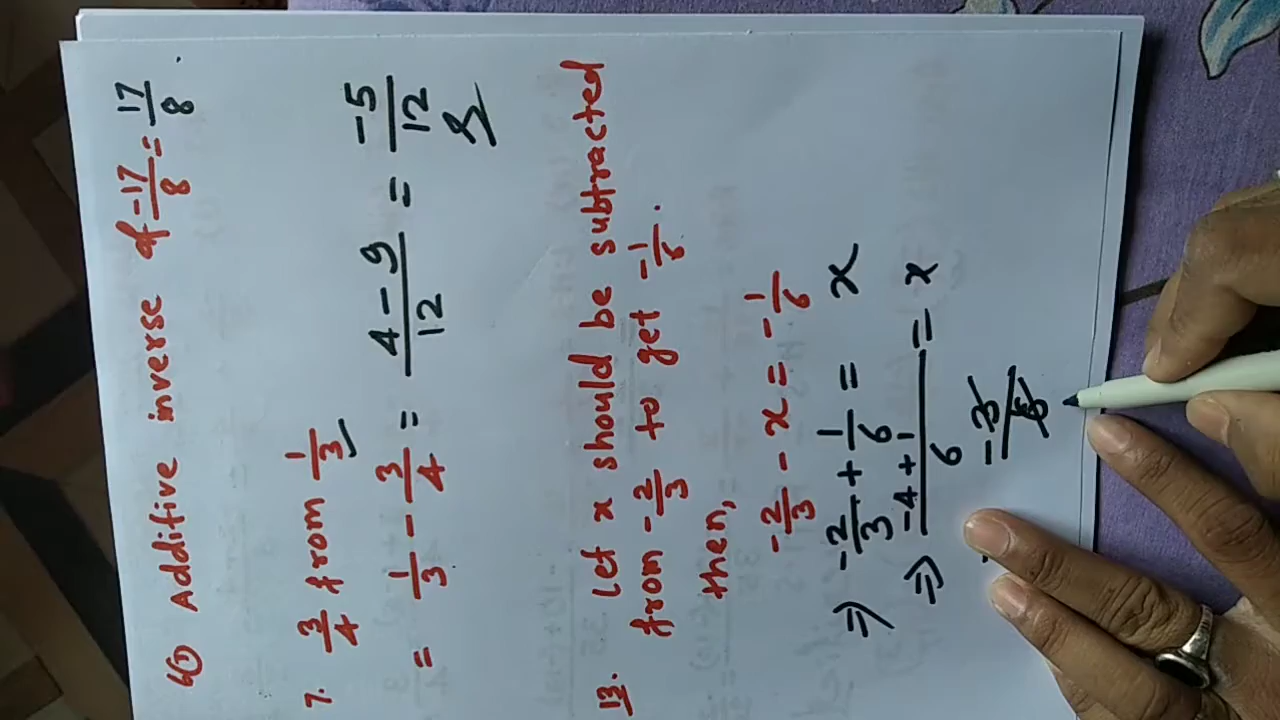 6) ① Additive inverse of -17/8 = 17/8.
7. 3/4 from 1/3
= 1/3 - 3/4 = 4-9/12 = -5/12
13. Let x should be subtracted
from -2/3 to get -1/6.
then,
-2/3 - x = -1/6
⇒ -2/3 + 1/6 = x
⇒ -4+1/6 = x
-3/6